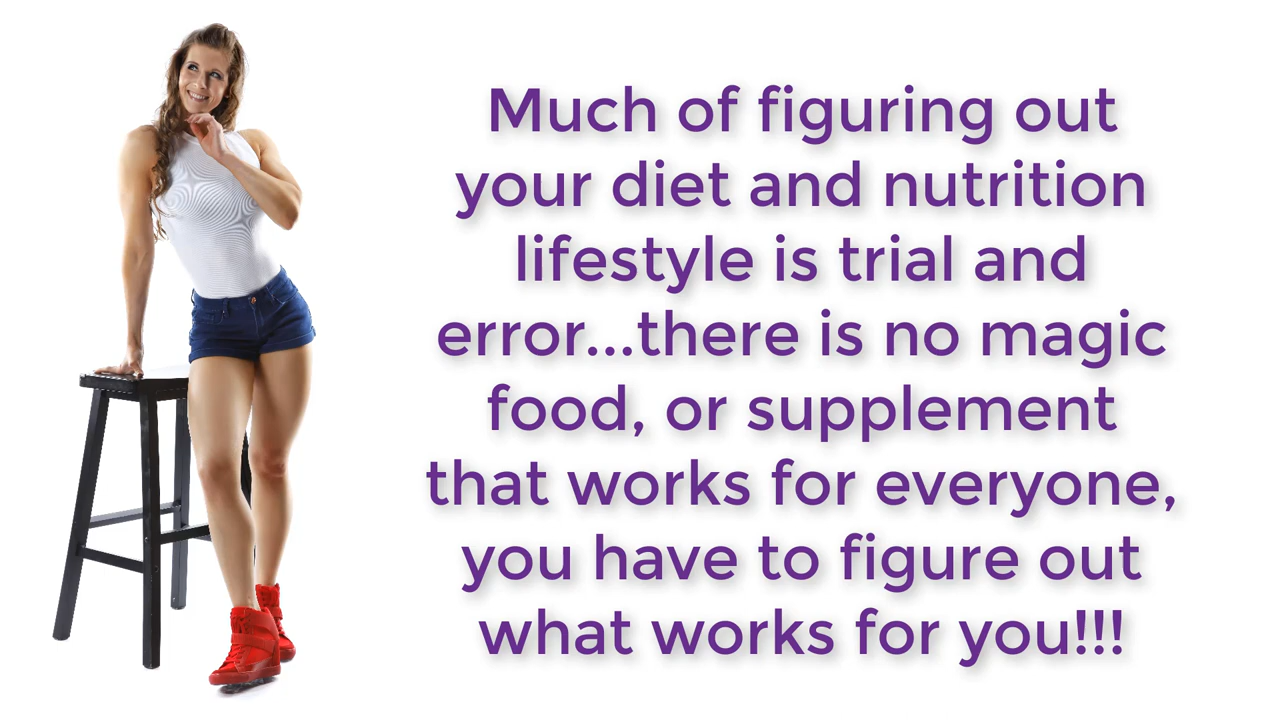 Much of figuring out
your diet and nutrition
lifestyle is trial and
error...there is no magic
food, or supplement
that works for everyone,
you have to figure out
what works for you!!!